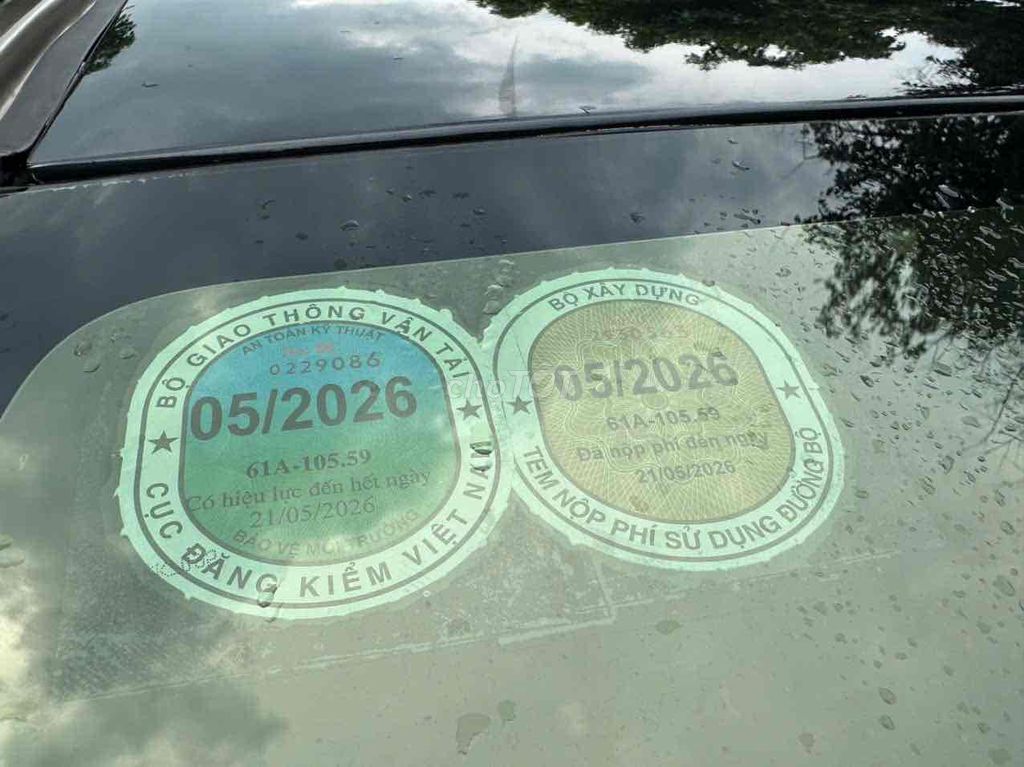 BỘ GIAO THÔNG VẬN TẢI
AN TOÀN KỸ THUẬT
0229086
05/2026
61A-105.59
Có hiệu lực đến hết ngày
21/05/2026
BẢO VỆ MÔI TRƯỜNG
CỤC ĐĂNG KIỂM VIỆT NAM
BỘ XÂY DỰNG
05/2026
61A-105.59
Đã nộp phí đến ngày
21/05/2026
TEM NỘP PHÍ SỬ DỤNG ĐƯỜNG BỘ